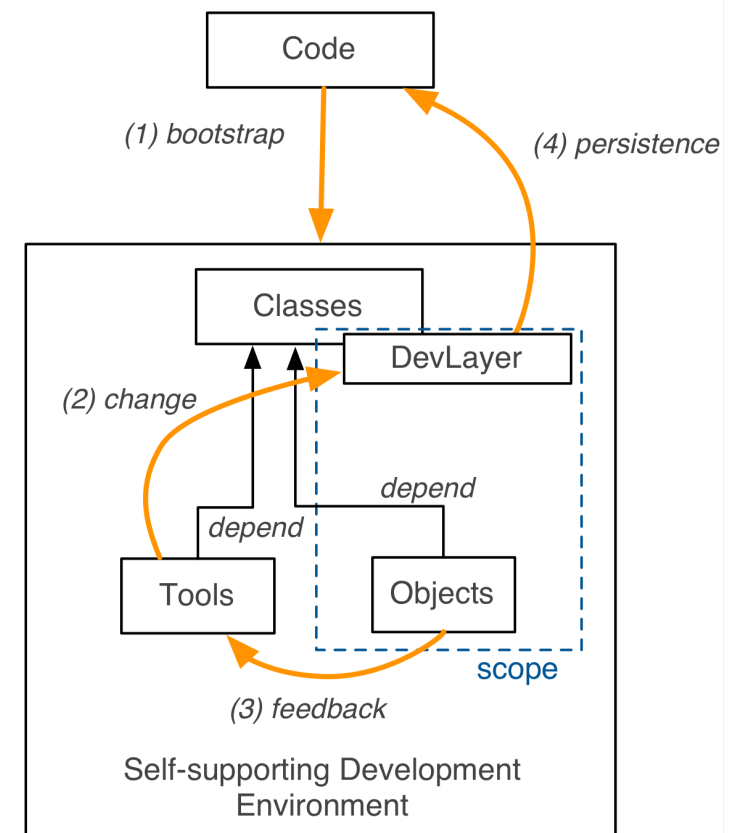 Code
(1) bootstrap
(4) persistence
Classes
DevLayer
(2) change
depend
depend
Tools
Objects
scope
(3) feedback
Self-supporting Development
Environment